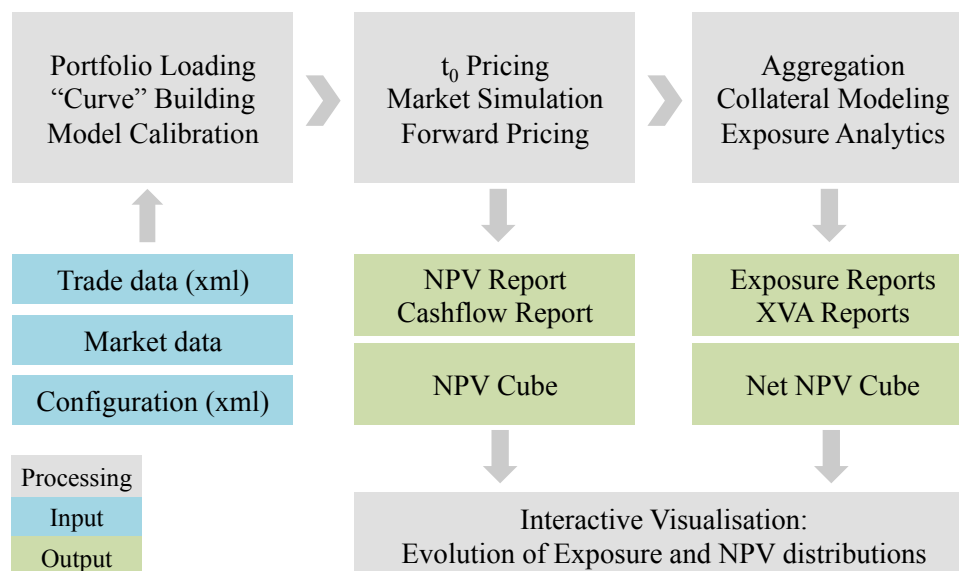 Portfolio Loading
“Curve” Building
Model Calibration
t₀ Pricing
Market Simulation
Forward Pricing
Aggregation
Collateral Modeling
Exposure Analytics
Trade data (xml)
Market data
Configuration (xml)
NPV Report
Cashflow Report
NPV Cube
Exposure Reports
XVA Reports
Net NPV Cube
Processing
Input
Output
Interactive Visualisation:
Evolution of Exposure and NPV distributions